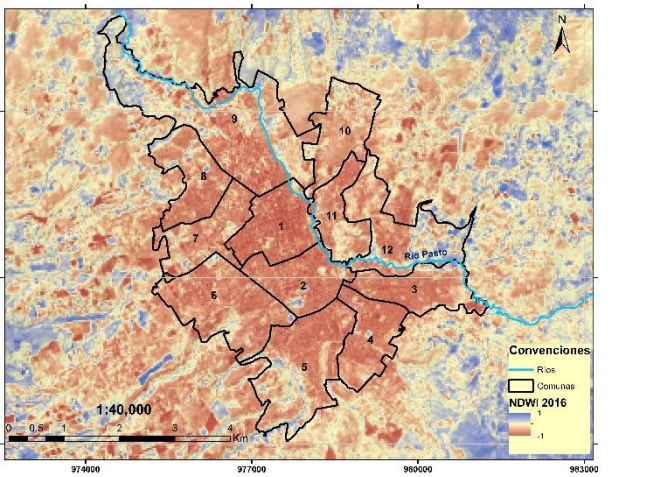 N
9
10
8
11
1
7
12
Río Pasto
6
2
3
4
5
1:40,000
0 0.5 1 2 3 4
Km
Convenciones
Ríos
Comunas
NDWI 2016
1
-1
974000 977000 980000 983000